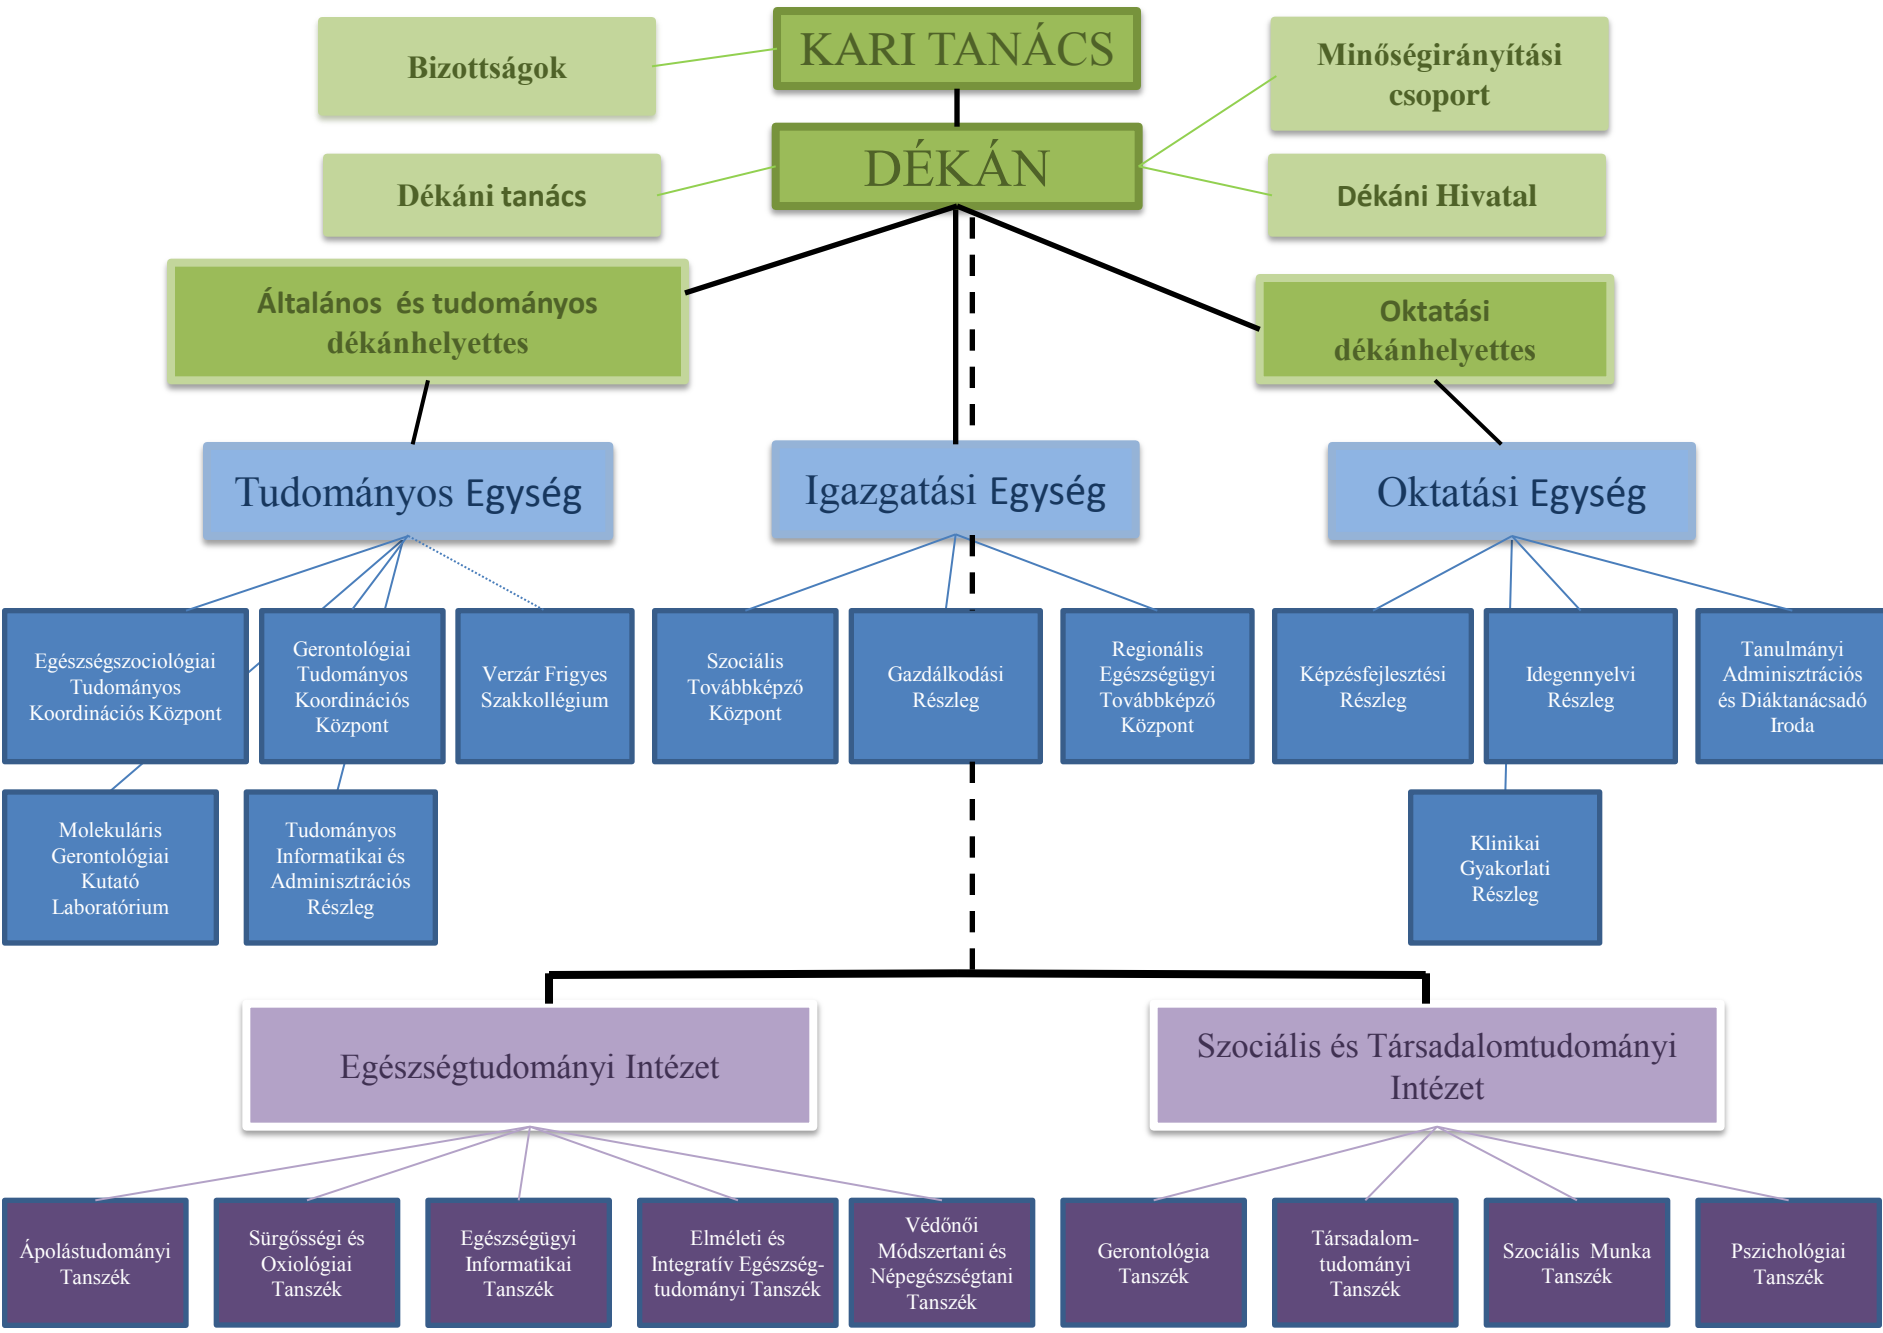 KARI TANÁCS
Bizottságok
Minőségirányítási
csoport
DÉKÁN
Dékáni tanács
Dékáni Hivatal
Általános és tudományos
dékánhelyettes
Oktatási
dékánhelyettes
Tudományos Egység
Igazgatási Egység
Oktatási Egység
Egészségszociológiai
Tudományos
Koordinációs Központ
Gerontológiai
Tudományos
Koordinációs
Központ
Verzár Frigyes
Szakkollégium
Szociális
Továbbképző
Központ
Gazdálkodási
Részleg
Regionális
Egészségügyi
Továbbképző
Központ
Képzésfejlesztési
Részleg
Idegennyelvi
Részleg
Tanulmányi
Adminisztrációs
és Diáktanácsadó
Iroda
Molekuláris
Gerontológiai
Kutató
Laboratórium
Tudományos
Informatikai és
Adminisztrációs
Részleg
Klinikai
Gyakorlati
Részleg
Egészségtudományi Intézet
Szociális és Társadalomtudományi
Intézet
Ápolástudományi
Tanszék
Sürgősségi és
Oxiológiai
Tanszék
Egészségügyi
Informatikai
Tanszék
Elméleti és
Integratív Egészség-
tudományi Tanszék
Védőnői
Módszertani és
Népegészségtani
Tanszék
Gerontológia
Tanszék
Társadalom-
tudományi
Tanszék
Szociális Munka
Tanszék
Pszichológiai
Tanszék